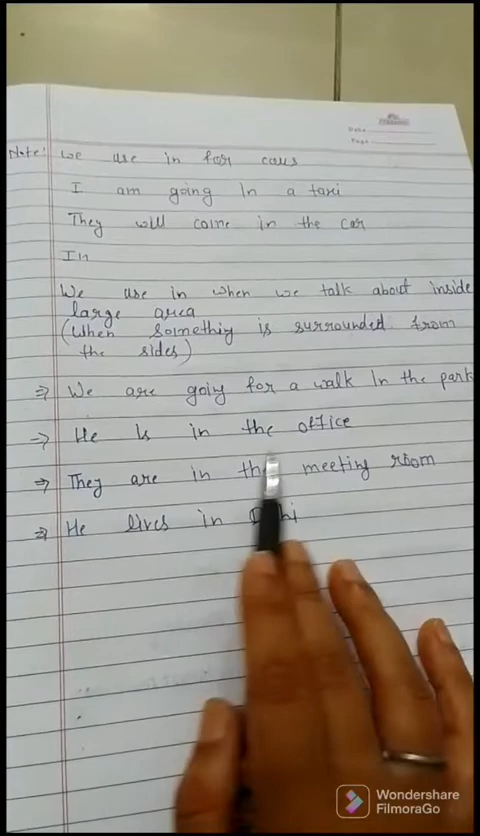 Date
Page
Note: We use in for cars
I am going In a taxi
They will come in the car
In
We use in when we talk about inside
large area
(When something is surrounded from
the sides)
⇒ We are going for a walk In the park
⇒ He is in the office
⇒ They are in the meeting room
⇒ He lives in Delhi
Wondershare
FilmoraGo